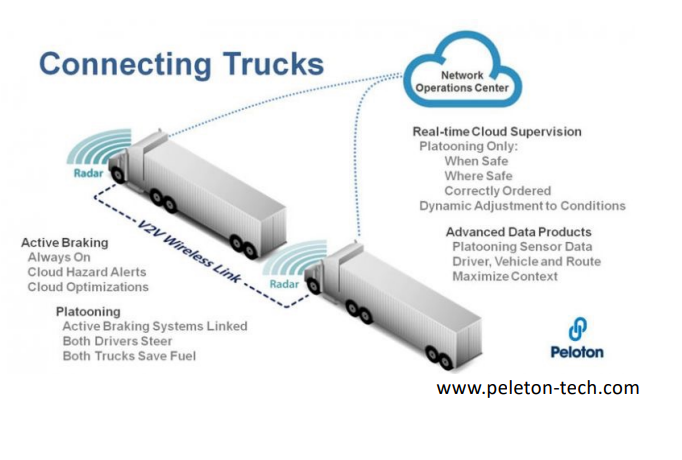 Connecting Trucks
Network
Operations Center
Real-time Cloud Supervision
Platooning Only:
When Safe
Where Safe
Correctly Ordered
Dynamic Adjustment to Conditions
Radar
V2V Wireless Link
Advanced Data Products
Platooning Sensor Data
Driver, Vehicle and Route
Maximize Context
Active Braking
Always On
Cloud Hazard Alerts
Cloud Optimizations
Radar
Platooning
Active Braking Systems Linked
Both Drivers Steer
Both Trucks Save Fuel
Peloton
www.peleton-tech.com